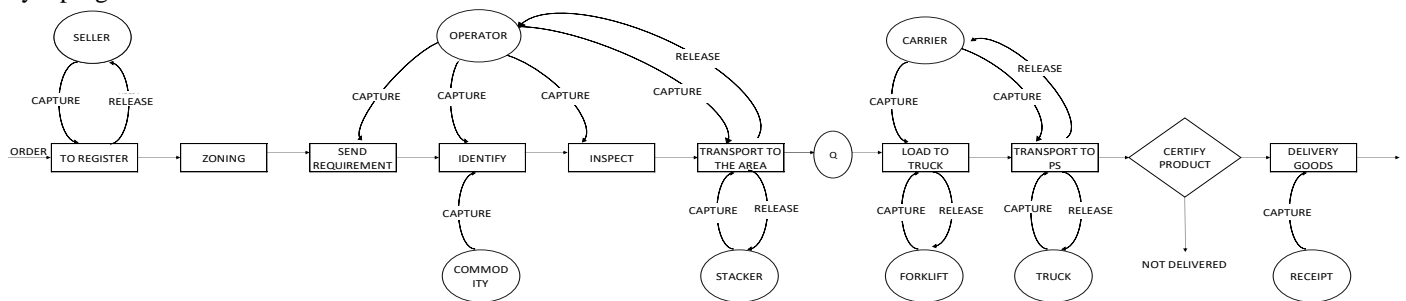 SELLER
OPERATOR
CARRIER
RELEASE
RELEASE
CAPTURE
RELEASE
CAPTURE
CAPTURE
CAPTURE
CAPTURE
CAPTURE
CAPTURE
ORDER
TO REGISTER
ZONING
SEND
REQUIREMENT
IDENTIFY
INSPECT
TRANSPORT TO
THE AREA
Q
LOAD TO
TRUCK
TRANSPORT TO
PS
CERTIFY
PRODUCT
DELIVERY
GOODS
CAPTURE
CAPTURE
RELEASE
CAPTURE
RELEASE
CAPTURE
RELEASE
CAPTURE
COMMOD
ITY
STACKER
FORKLIFT
TRUCK
NOT DELIVERED
RECEIPT